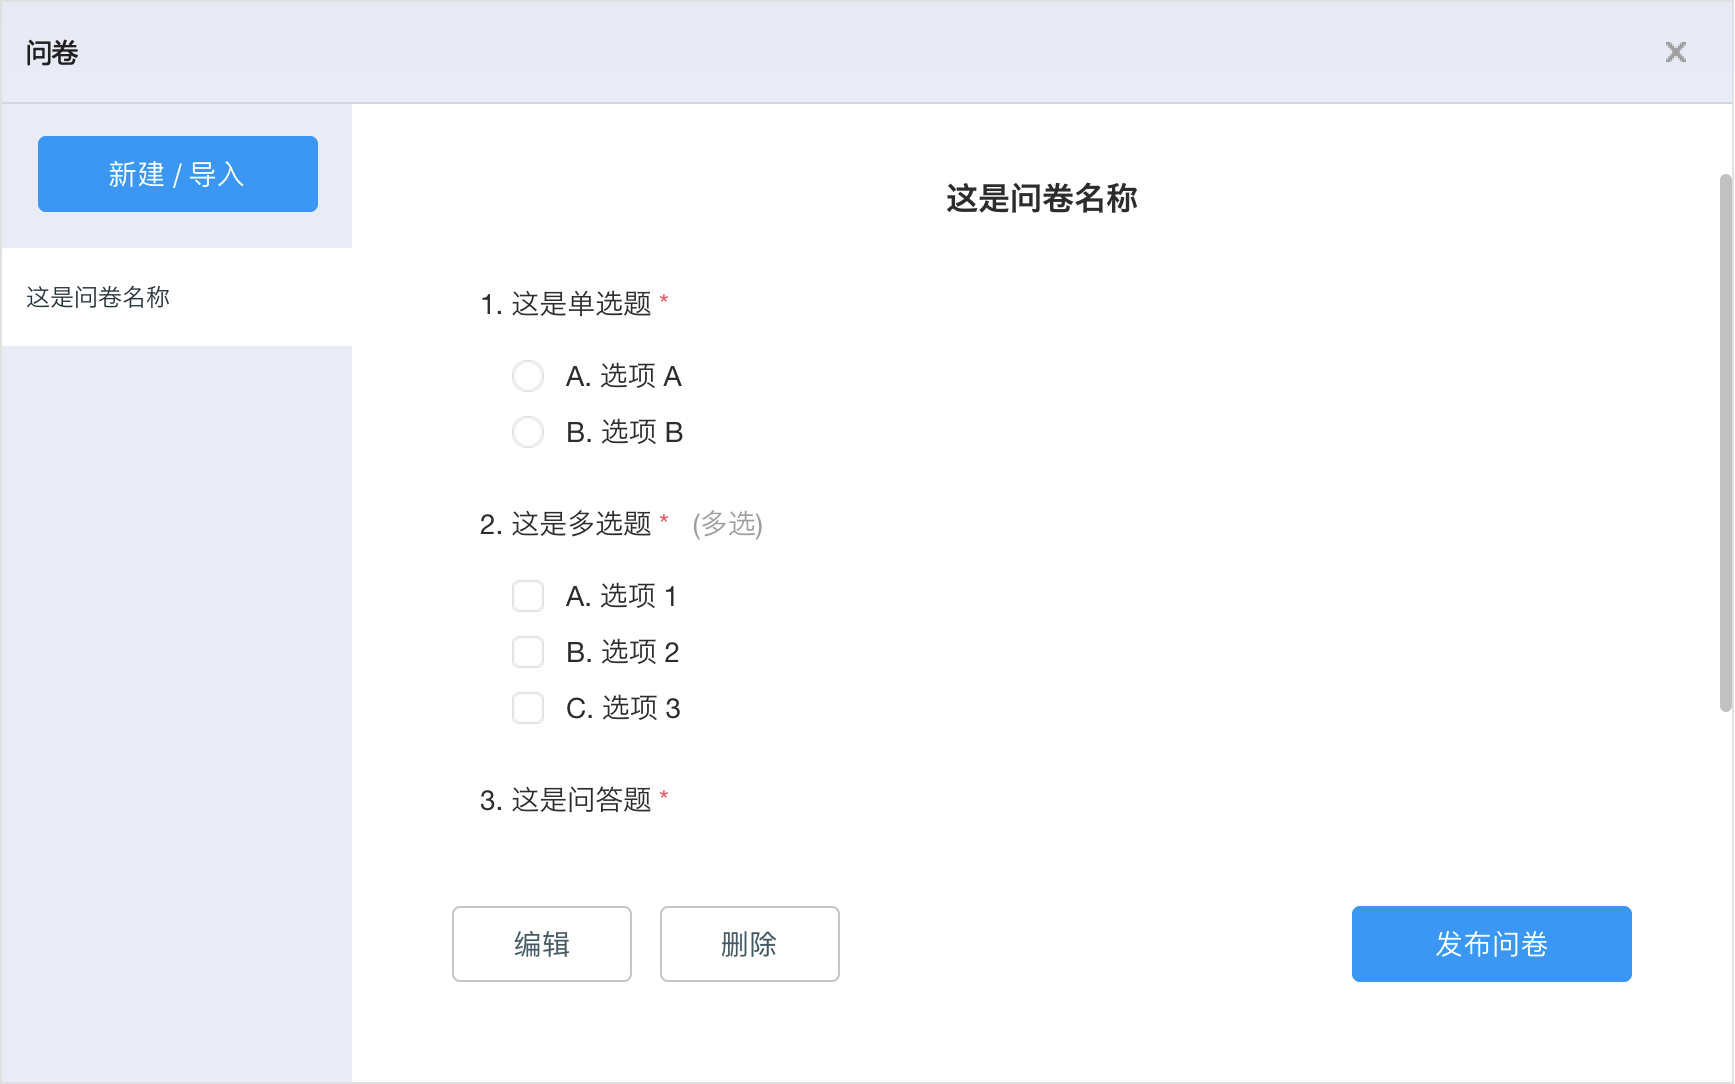 问卷
新建 / 导入
这是问卷名称
这是问卷名称
1. 这是单选题 *
A. 选项 A
B. 选项 B
2. 这是多选题 * (多选)
A. 选项 1
B. 选项 2
C. 选项 3
3. 这是问答题 *
编辑
删除
发布问卷